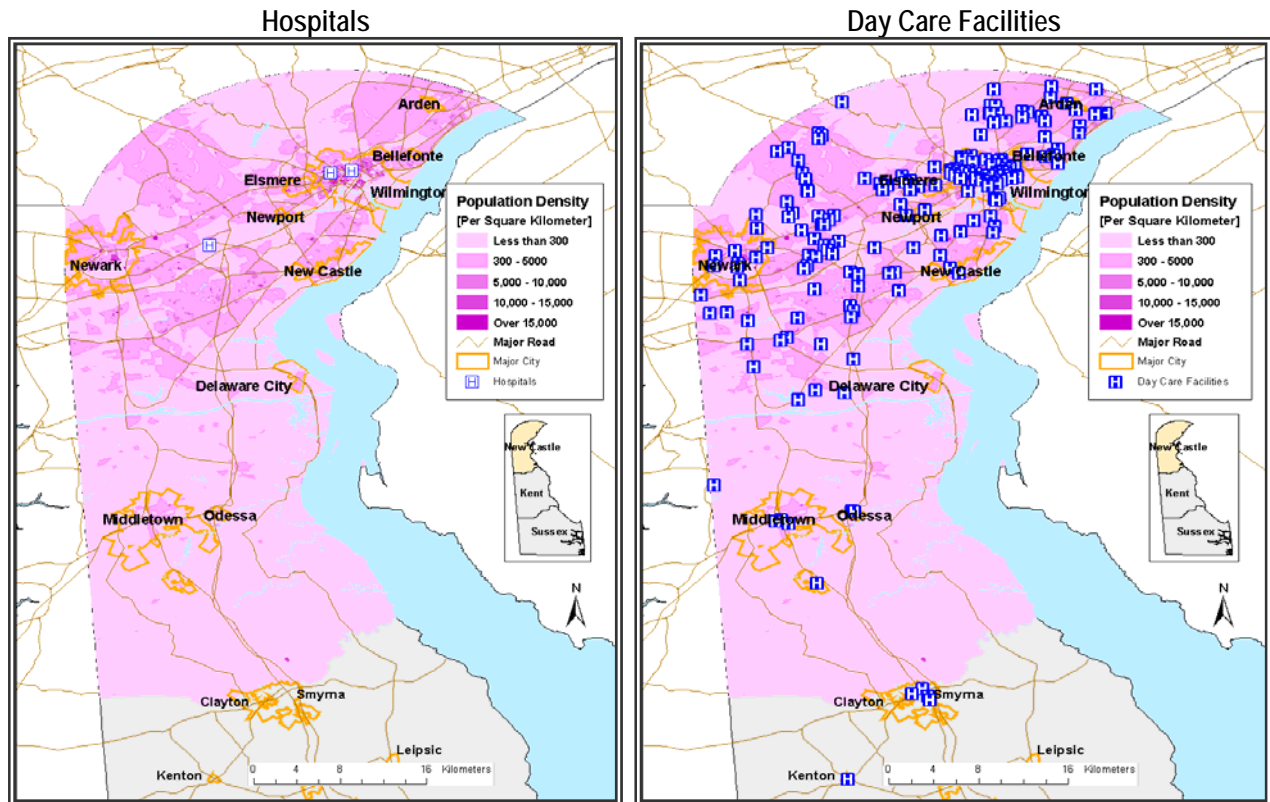 Hospitals
Arden
Bellefonte
Elsmere
Wilmington
Newport
Newark
New Castle
Delaware City
Middletown
Odessa
Clayton
Smyrna
Leipsic
Kenton
0 4 8 16 Kilometers
Population Density
[Per Square Kilometer]
Less than 300
300 - 5000
5,000 - 10,000
10,000 - 15,000
Over 15,000
Major Road
Major City
H Hospitals
New Castle
Kent
Sussex
N
H
H
H
Day Care Facilities
Arden
Bellefonte
Elsmere
Wilmington
Newport
Newark
New Castle
Delaware City
Middletown
Odessa
Smyrna
Clayton
Leipsic
Kenton
0 4 8 16 Kilometers
Population Density
[Per Square Kilometer]
Less than 300
300 - 5000
5,000 - 10,000
10,000 - 15,000
Over 15,000
Major Road
Major City
H Day Care Facilities
New Castle
Kent
Sussex
N